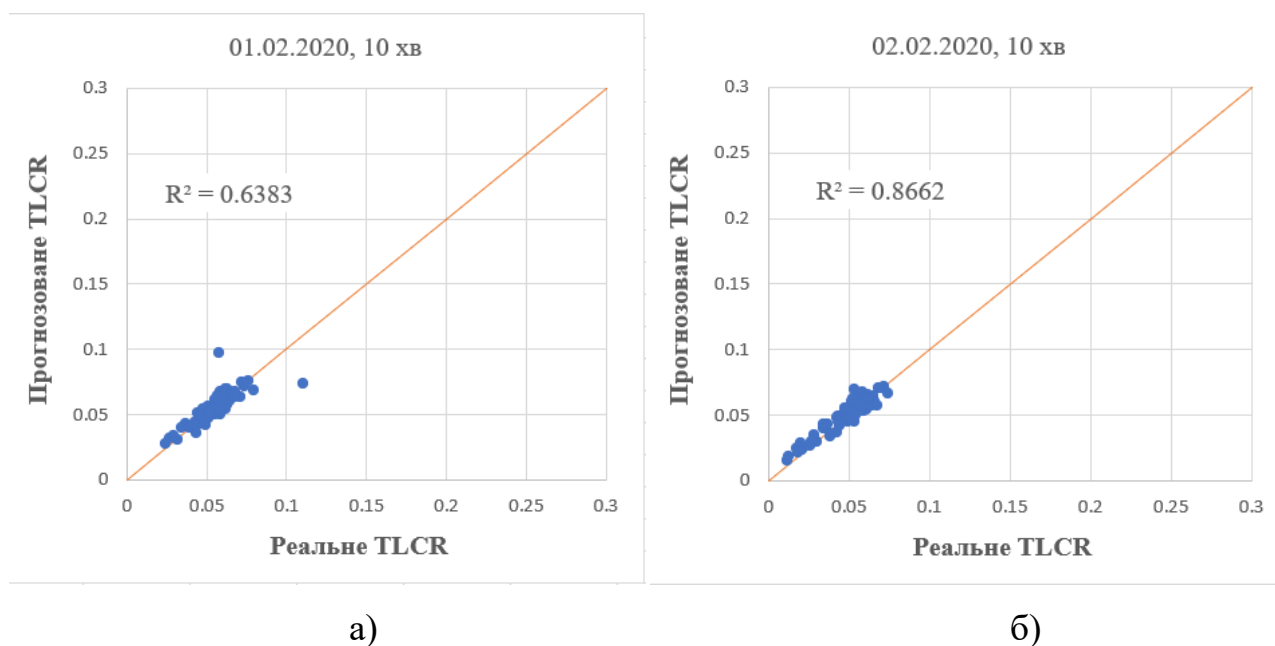 01.02.2020, 10 хв
0.3
0.25
0.2
0.15
0.1
0.05
0
R² = 0.6383
Прогнозоване TLCR
0 0.05 0.1 0.15 0.2 0.25 0.3
Реальне TLCR
а)
02.02.2020, 10 хв
0.3
0.25
0.2
0.15
0.1
0.05
0
R² = 0.8662
Прогнозоване TLCR
0 0.05 0.1 0.15 0.2 0.25 0.3
Реальне TLCR
б)